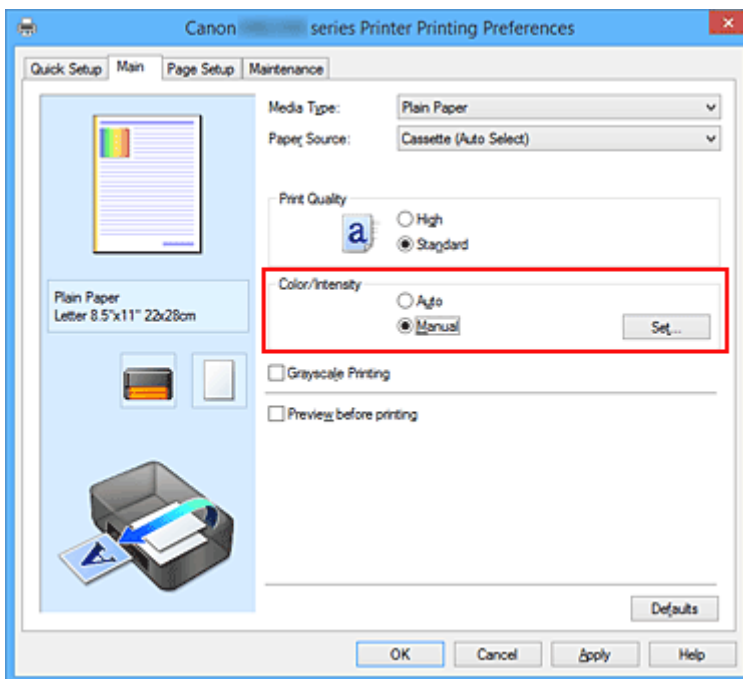 Canon series Printer Printing Preferences
Quick Setup Main Page Setup Maintenance
Media Type: Plain Paper
Paper Source: Cassette (Auto Select)
Print Quality
a
High
Standard
Color/Intensity
Auto
Manual
Set...
Plain Paper
Letter 8.5"x11" 22x28cm
Grayscale Printing
Preview before printing
A
Defaults
OK Cancel Apply Help